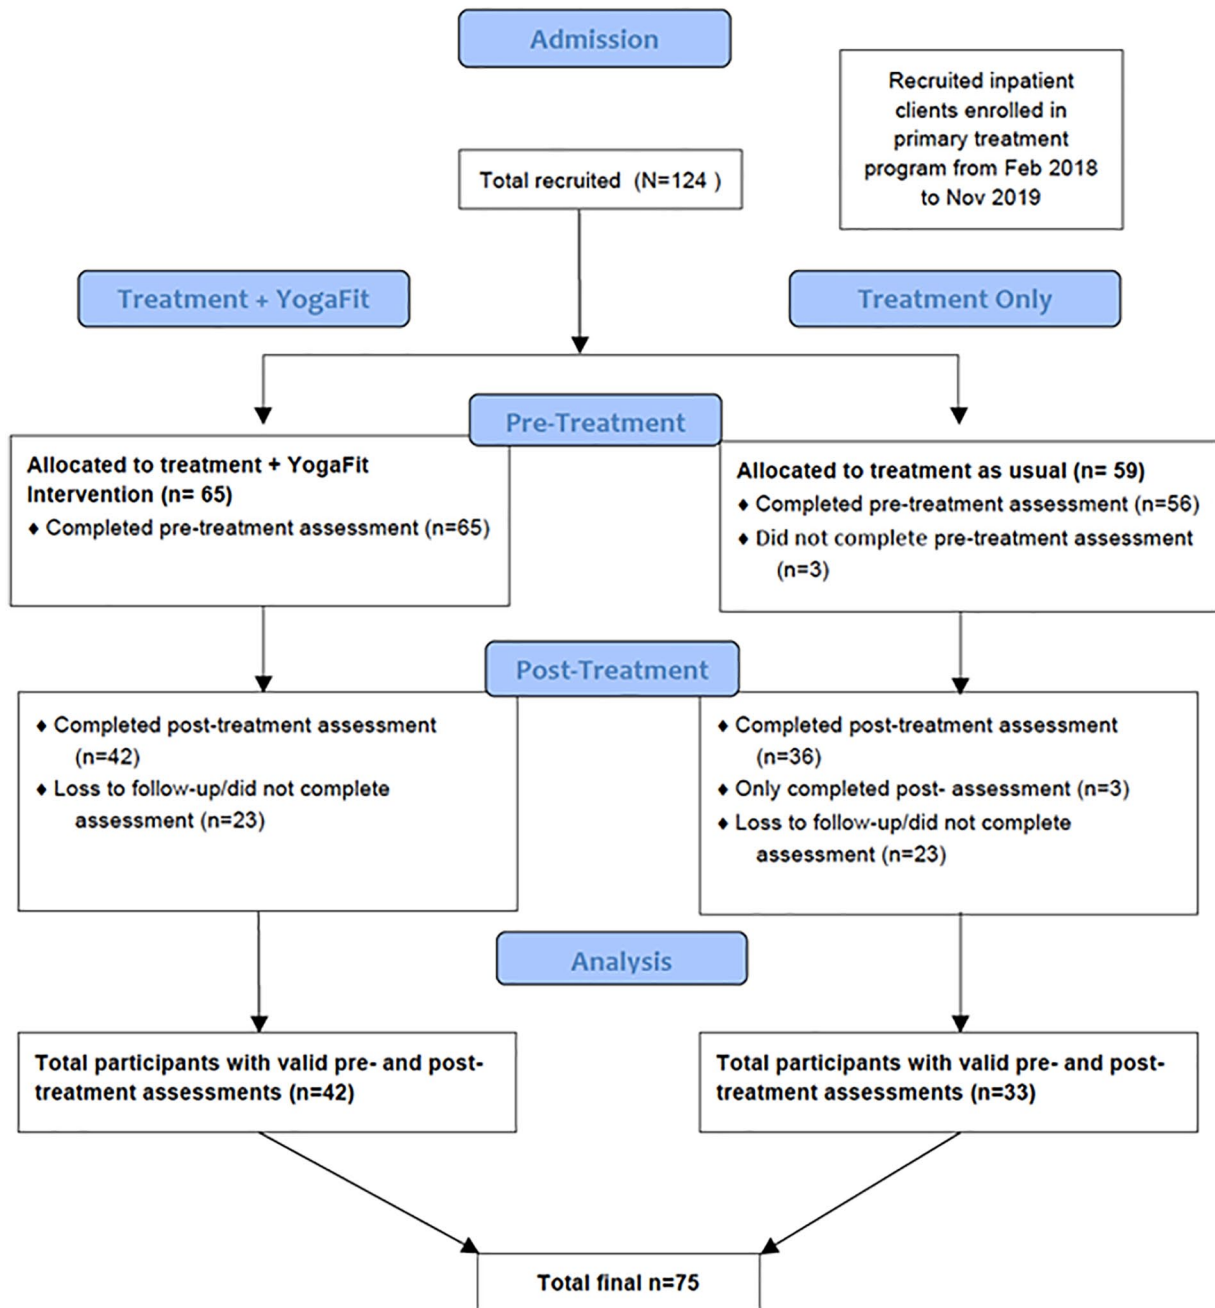 Admission
Recruited inpatient
clients enrolled in
primary treatment
program from Feb 2018
to Nov 2019
Total recruited (N=124 )
Treatment + YogaFit
Treatment Only
Pre-Treatment
Allocated to treatment + YogaFit
Intervention (n= 65)
♦ Completed pre-treatment assessment (n=65)
Allocated to treatment as usual (n= 59)
♦ Completed pre-treatment assessment (n=56)
♦ Did not complete pre-treatment assessment
(n=3)
Post-Treatment
♦ Completed post-treatment assessment
(n=42)
♦ Loss to follow-up/did not complete
assessment (n=23)
♦ Completed post-treatment assessment
(n=36)
♦ Only completed post- assessment (n=3)
♦ Loss to follow-up/did not complete
assessment (n=23)
Analysis
Total participants with valid pre- and post-
treatment assessments (n=42)
Total participants with valid pre- and post-
treatment assessments (n=33)
Total final n=75